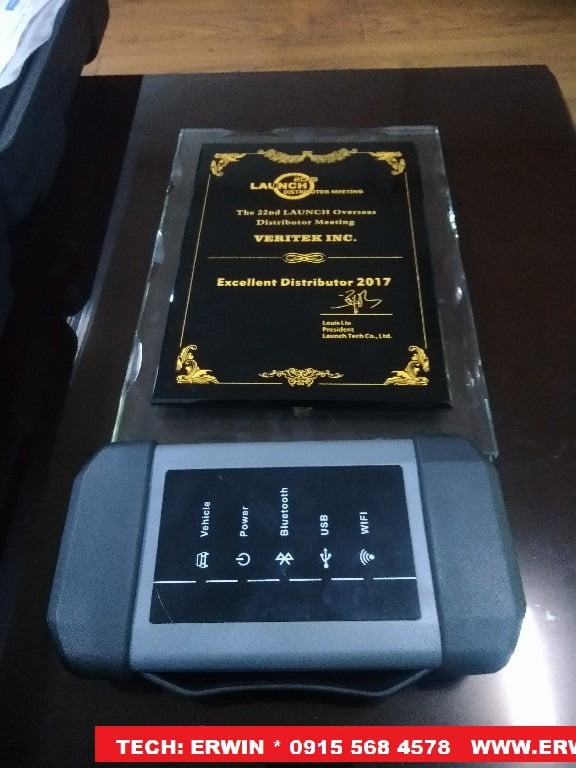 LAUNCH
DISTRIBUTOR MEETING
The 22nd LAUNCH Overseas
Distributor Meeting
VERITEK INC.
Excellent Distributor 2017
Louis Liu
President
Launch Tech Co., Ltd.
Vehicle
Power
Bluetooth
USB
WIFI
TECH: ERWIN * 0915 568 4578 WWW.ERW